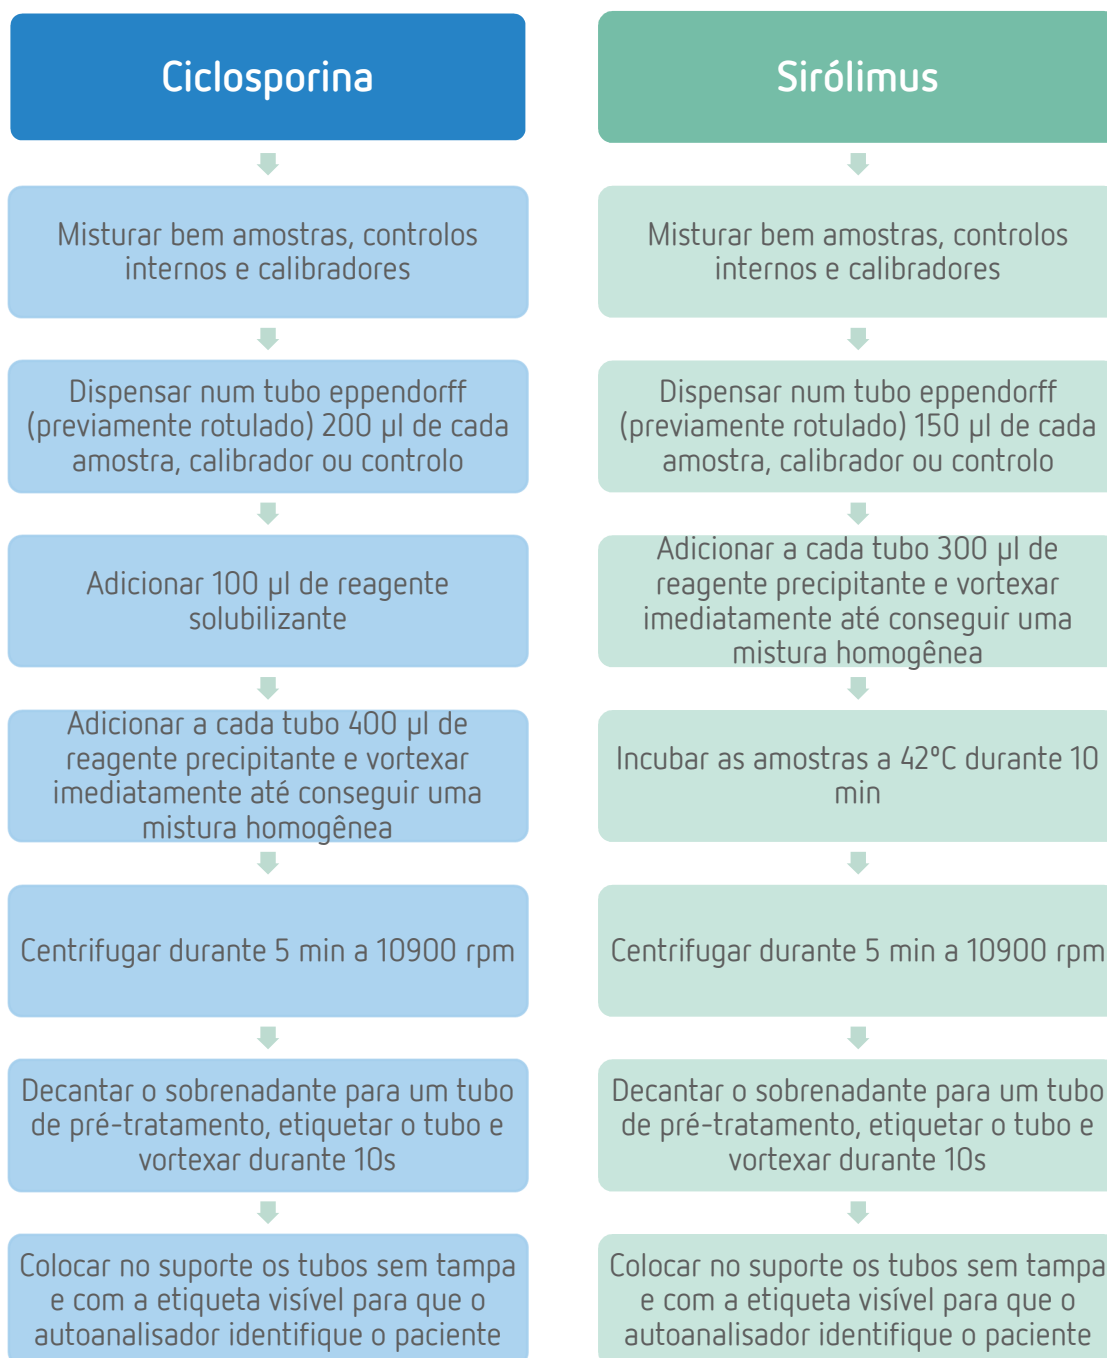 Ciclosporina
Misturar bem amostras, controlos
internos e calibradores
Dispensar num tubo eppendorff
(previamente rotulado) 200 µl de cada
amostra, calibrador ou controlo
Adicionar 100 µl de reagente
solubilizante
Adicionar a cada tubo 400 µl de
reagente precipitante e vortexar
imediatamente até conseguir uma
mistura homogênea
Centrifugar durante 5 min a 10900 rpm
Decantar o sobrenadante para um tubo
de pré-tratamento, etiquetar o tubo e
vortexar durante 10s
Colocar no suporte os tubos sem tampa
e com a etiqueta visível para que o
autoanalisador identifique o paciente
Sirólimus
Misturar bem amostras, controlos
internos e calibradores
Dispensar num tubo eppendorff
(previamente rotulado) 150 µl de cada
amostra, calibrador ou controlo
Adicionar a cada tubo 300 µl de
reagente precipitante e vortexar
imediatamente até conseguir uma
mistura homogênea
Incubar as amostras a 42ºC durante 10
min
Centrifugar durante 5 min a 10900 rpm
Decantar o sobrenadante para um tubo
de pré-tratamento, etiquetar o tubo e
vortexar durante 10s
Colocar no suporte os tubos sem tampa
e com a etiqueta visível para que o
autoanalisador identifique o paciente